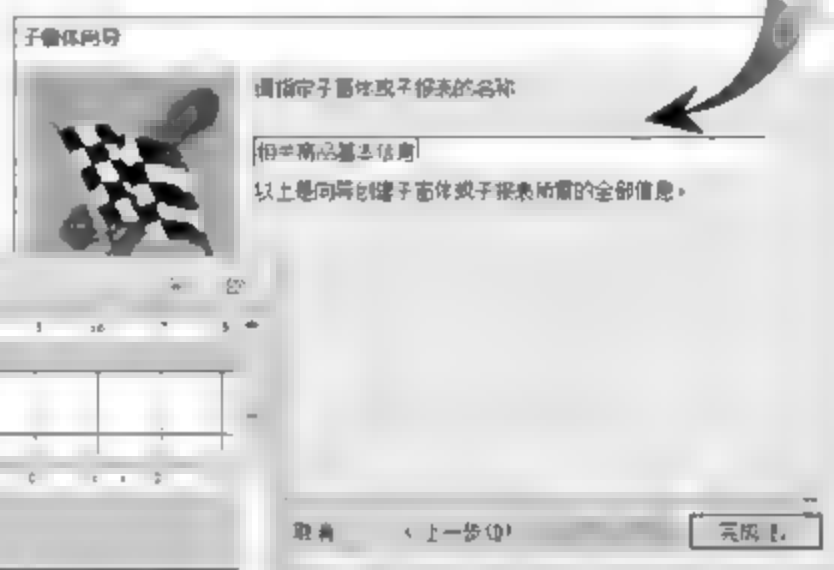 子窗体向导
请指定子窗体或子报表的名称
相关商品基本信息
以上是向导创建子窗体或子报表所需的全部信息。
取消
< 上一步(B)
完成